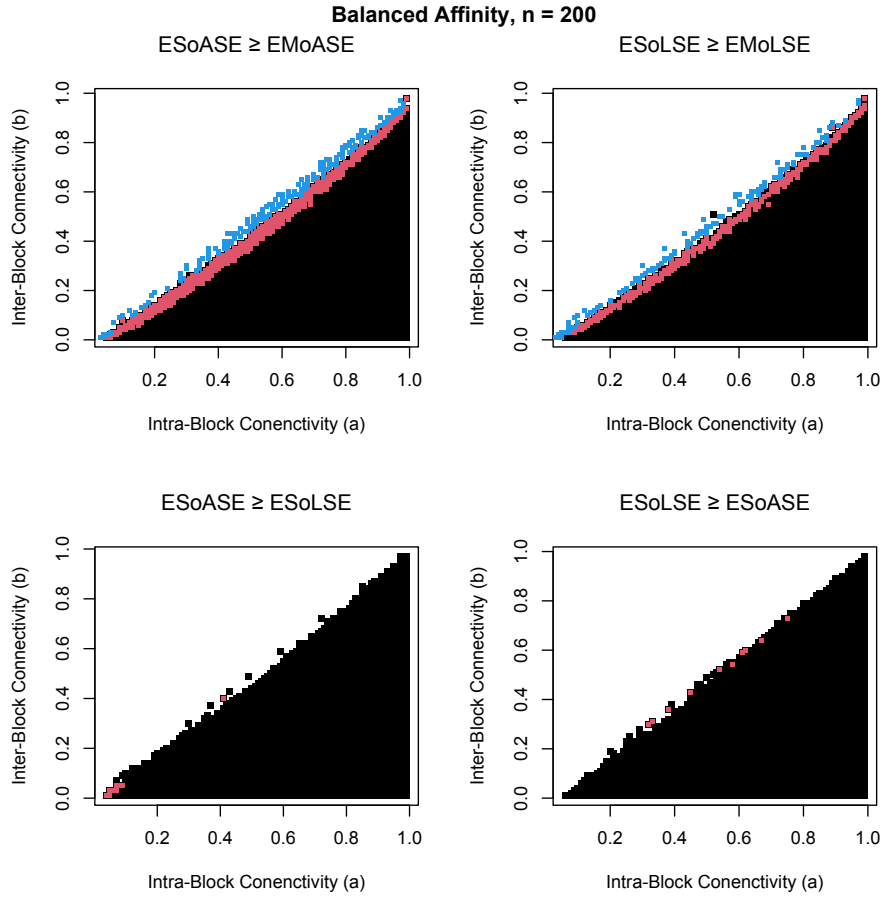 Balanced Affinity, n = 200
ESoASE ≥ EMoASE
ESoLSE ≥ EMoLSE
Inter-Block Connectivity (b)
0.0 0.2 0.4 0.6 0.8 1.0
0.2 0.4 0.6 0.8 1.0
Intra-Block Conenctivity (a)
Inter-Block Connectivity (b)
0.0 0.2 0.4 0.6 0.8 1.0
0.2 0.4 0.6 0.8 1.0
Intra-Block Conenctivity (a)
ESoASE ≥ ESoLSE
ESoLSE ≥ ESoASE
Inter-Block Connectivity (b)
0.0 0.2 0.4 0.6 0.8 1.0
0.2 0.4 0.6 0.8 1.0
Intra-Block Conenctivity (a)
Inter-Block Connectivity (b)
0.0 0.2 0.4 0.6 0.8 1.0
0.2 0.4 0.6 0.8 1.0
Intra-Block Conenctivity (a)